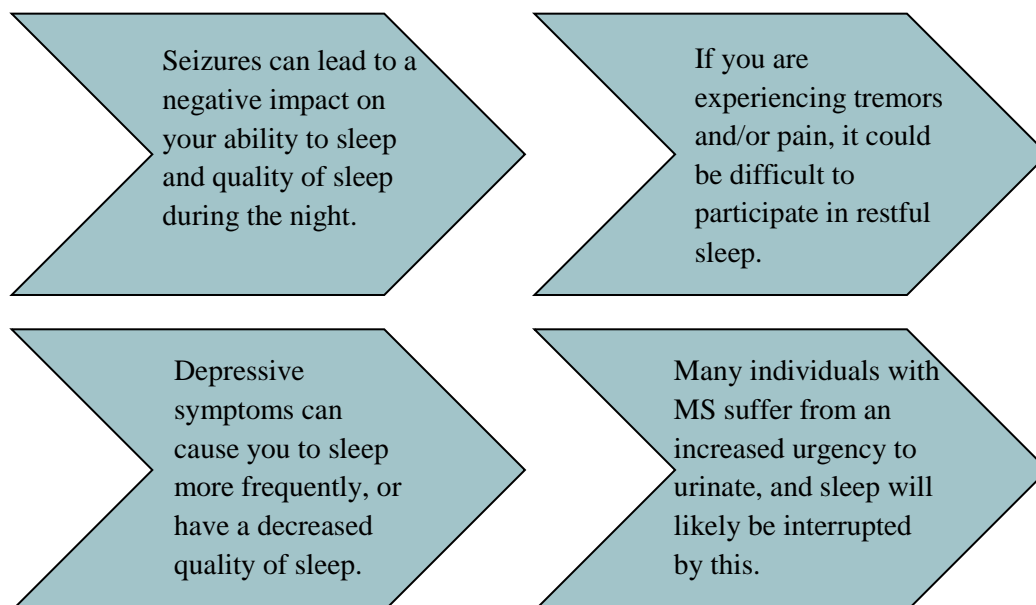 Seizures can lead to a
negative impact on
your ability to sleep
and quality of sleep
during the night.
If you are
experiencing tremors
and/or pain, it could
be difficult to
participate in restful
sleep.
Depressive
symptoms can
cause you to sleep
more frequently, or
have a decreased
quality of sleep.
Many individuals with
MS suffer from an
increased urgency to
urinate, and sleep will
likely be interrupted
by this.